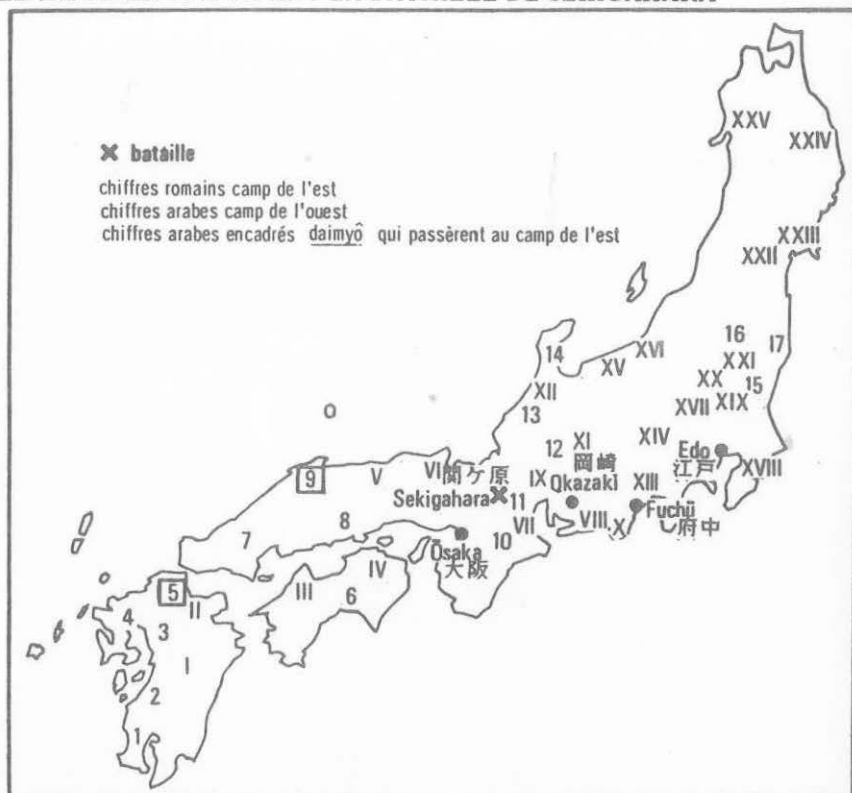 ✖ bataille
chiffres romains camp de l'est
chiffres arabes camp de l'ouest
chiffres arabes encadrés daimyô qui passèrent au camp de l'est
XXV
XXIV
XXIII
XXII
16
17
14
XVI
XV
XXI
XX
15
XII
XVII
XIX
13
XIV
12
XI
Edo
江戸
XVIII
岡崎
Okazaki
9
V
VI
関ケ原
Sekigahara
11
IX
XIII
Fuchū
府中
VII
VIII
X
7
8
Ōsaka
大阪
10
IV
III
6
5
II
4
3
I
2
1